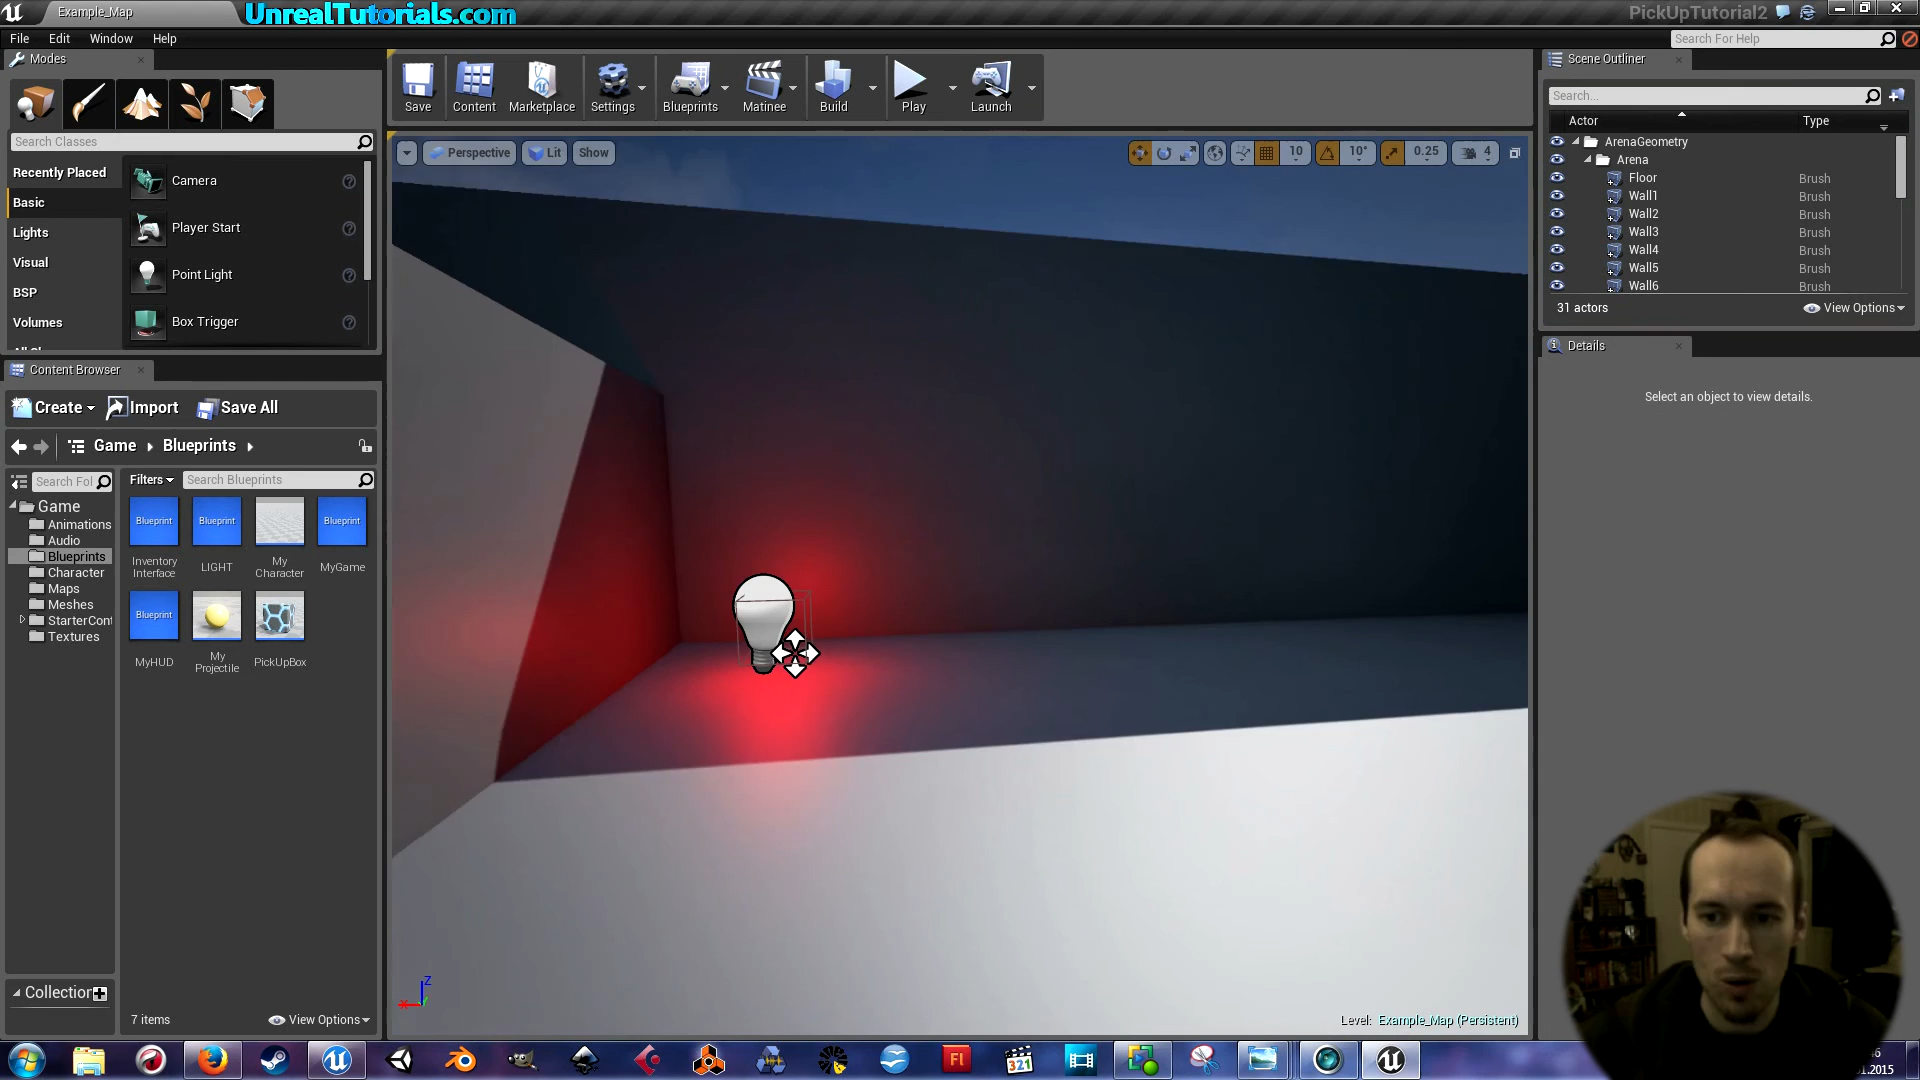 Example_Map
UnrealTutorials.com
PickUpTutorial2
File Edit Window Help
Search For Help
Modes
Search Classes
Recently Placed
Basic
Lights
Visual
BSP
Volumes
Camera
Player Start
Point Light
Box Trigger
Save
Content
Marketplace
Settings
Blueprints
Matinee
Build
Play
Launch
Perspective
Lit
Show
10
10°
0.25
4
Scene Outliner
Search...
Actor Type
ArenaGeometry
Arena
Floor Brush
Wall1 Brush
Wall2 Brush
Wall3 Brush
Wall4 Brush
Wall5 Brush
Wall6 Brush
31 actors
View Options
Details
Select an object to view details.
Content Browser
Create Import Save All
Game Blueprints
Search Fol
Filters
Search Blueprints
Game
Animations
Audio
Blueprints
Character
Maps
Meshes
StarterCont
Textures
Blueprint
Inventory
Interface
Blueprint
LIGHT
My
Character
Blueprint
MyGame
Blueprint
MyHUD
My
Projectile
PickUpBox
Collection
7 items
View Options
X
Z
Level: Example_Map (Persistent)
Fl
321
.2015